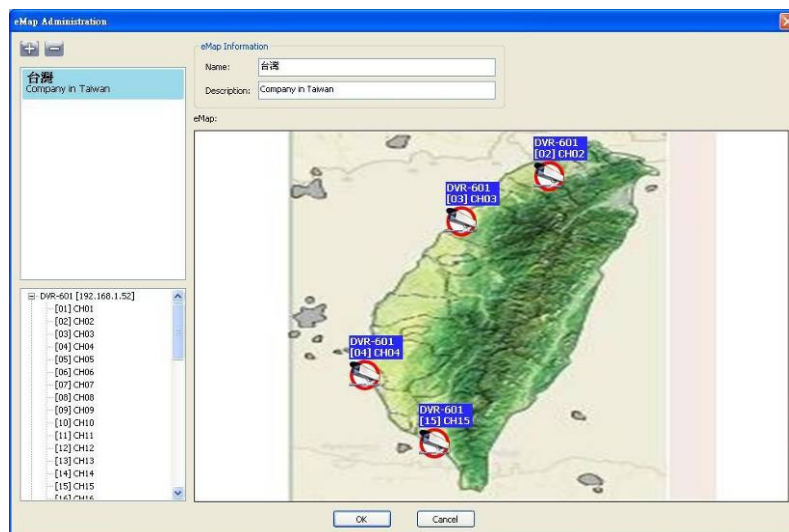 eMap Administration
台灣
Company in Taiwan
eMap Information
Name: 台灣
Description: Company in Taiwan
eMap:
DVR-601
[02] CH02
DVR-601
[03] CH03
DVR-601
[04] CH04
DVR-601
[15] CH15
DVR-601 [192.168.1.52]
[01] CH01
[02] CH02
[03] CH03
[04] CH04
[05] CH05
[06] CH06
[07] CH07
[08] CH08
[09] CH09
[10] CH10
[11] CH11
[12] CH12
[13] CH13
[14] CH14
[15] CH15
[16] CH16
OK
Cancel